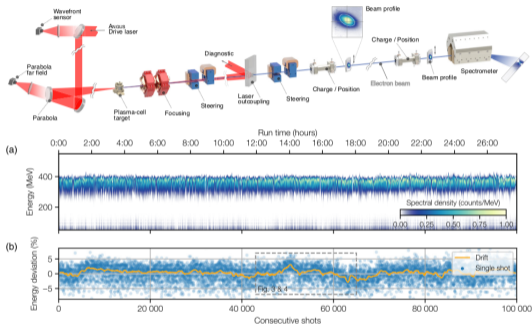 Wavefront
sensor
Angus
Drive laser
Parabola
far field
Parabola
Plasma-cell
target
Focusing
Steering
Diagnostic
Laser
outcoupling
Steering
Beam profile
Charge / Position
Charge / Position
Electron beam
Beam profile
Spectrometer
Run time (hours)
0:00 2:00 4:00 6:00 8:00 10:00 12:00 14:00 16:00 18:00 20:00 22:00 24:00 26:00
(a)
Energy (MeV)
400
200
Spectral density (counts/MeV)
0.00 0.25 0.50 0.75 1.00
(b)
Energy deviation (%)
5
0
−5
Drift
Single shot
Fig. 3 & 4
0 20 000 40 000 60 000 80 000 100 000
Consecutive shots